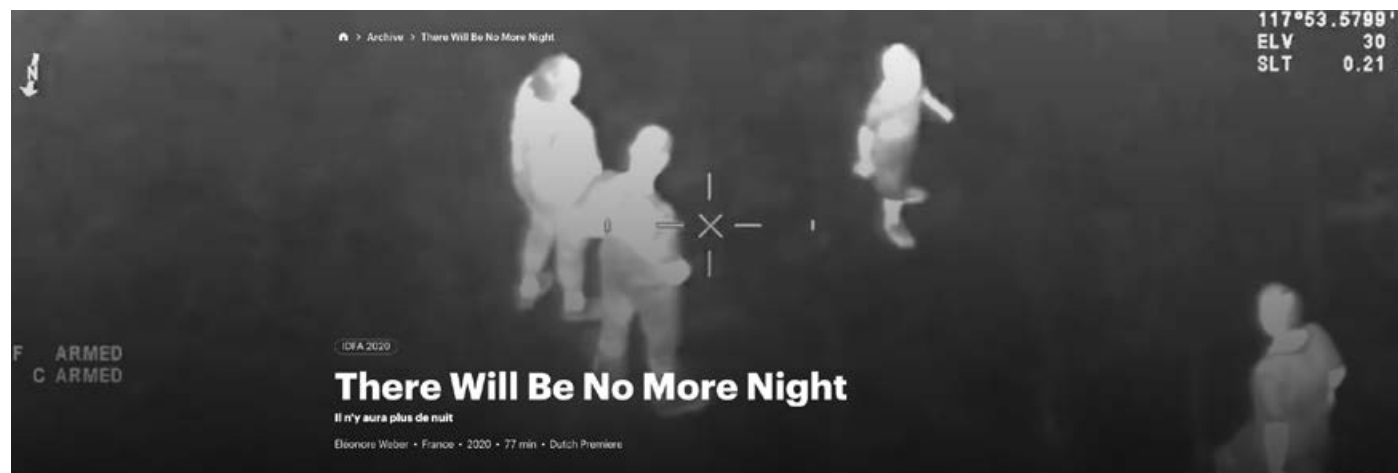 117°53.5799'
ELV 30
SLT 0.21
N
> Archive > There Will Be No More Night
F ARMED
C ARMED
IDFA 2020
There Will Be No More Night
Il n'y aura plus de nuit
Éléonore Weber • France • 2020 • 77 min • Dutch Premiere